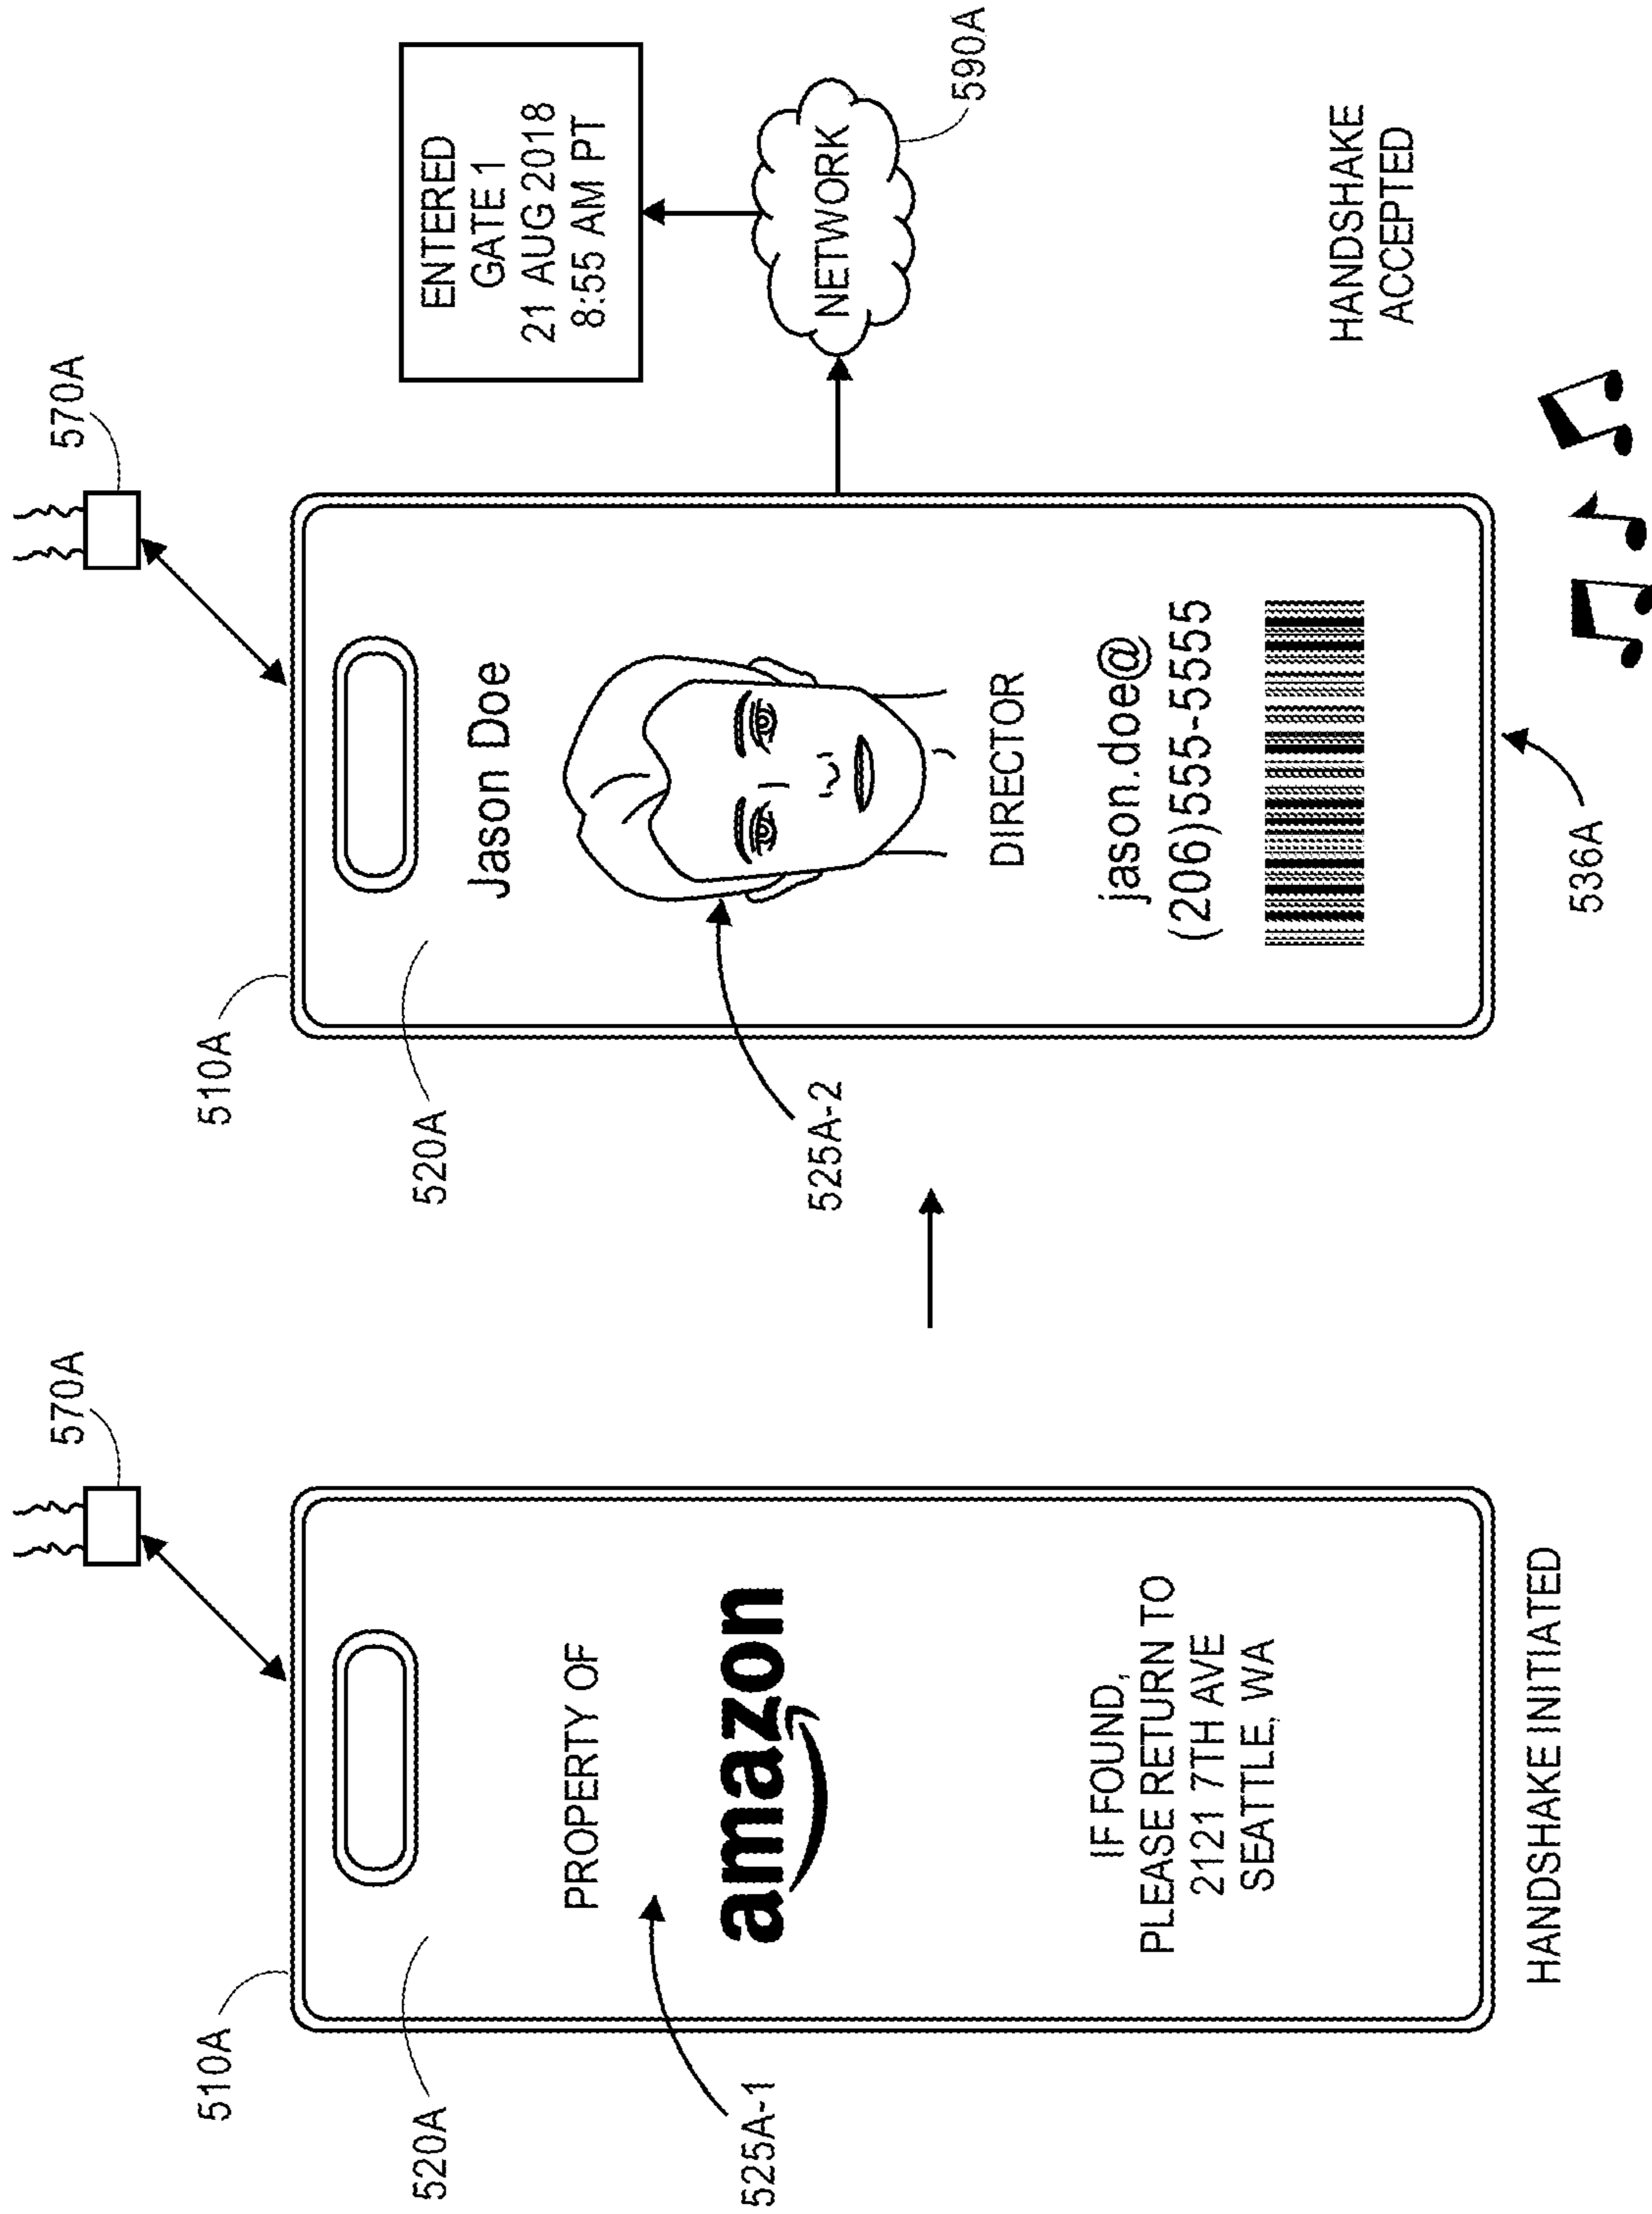 510A
520A
525A-1
570A
PROPERTY OF
amazon
IF FOUND,
PLEASE RETURN TO
2121 7TH AVE
SEATTLE, WA
HANDSHAKE INITIATED
510A
520A
525A-2
570A
Jason Doe
DIRECTOR
jason.doe@
(206)555-5555
536A
ENTERED
GATE 1
21 AUG 2018
8:55 AM PT
NETWORK
590A
HANDSHAKE
ACCEPTED